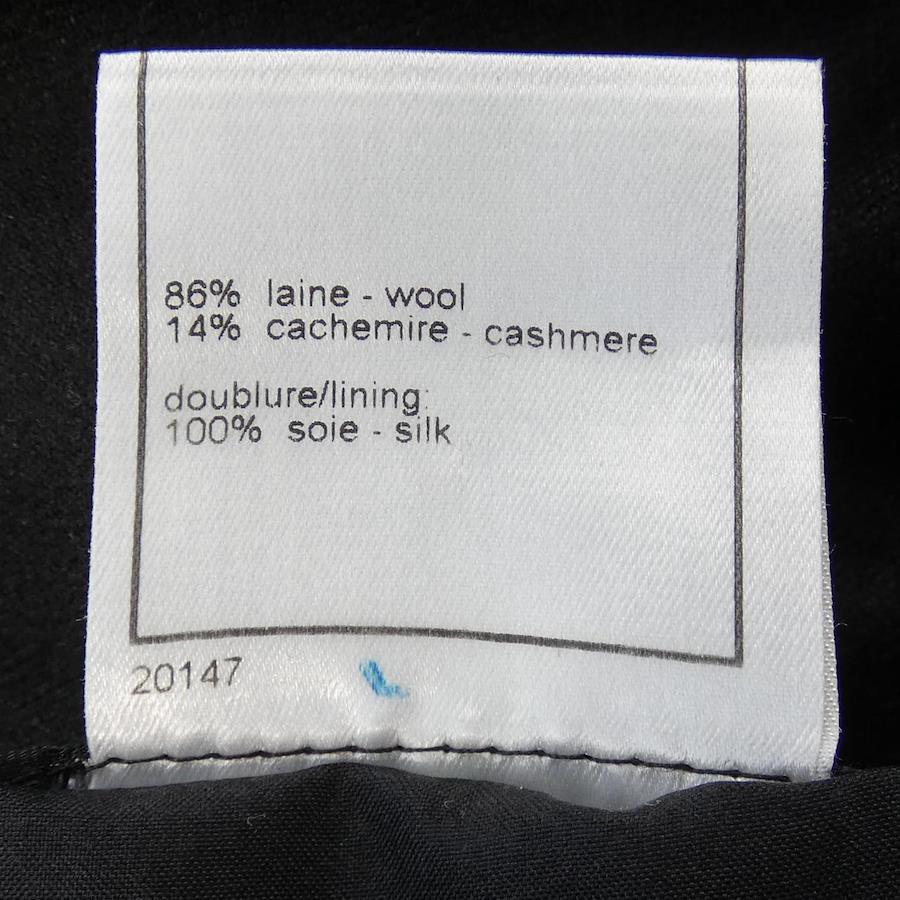 86% laine - wool
14% cachemire - cashmere
doublure/lining:
100% soie - silk
20147
L